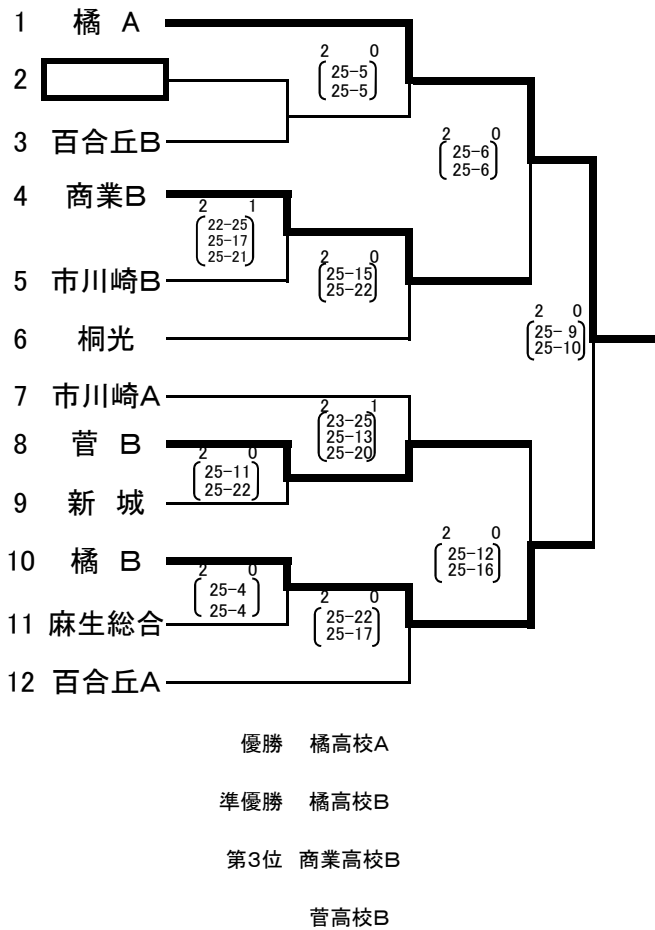 1 橘 A
2 0
25-5
25-5
2
3 百合丘B
2 0
25-6
25-6
4 商業B
2 1
22-25
25-17
25-21
2 0
25-15
25-22
5 市川崎B
6 桐光
2 0
25- 9
25-10
7 市川崎A
2 1
23-25
25-13
25-20
8 菅 B
2 0
25-11
25-22
9 新 城
2 0
25-12
25-16
10 橘 B
2 0
25-4
25-4
2 0
25-22
25-17
11 麻生総合
12 百合丘A
優勝 橘高校A
準優勝 橘高校B
第3位 商業高校B
菅高校B